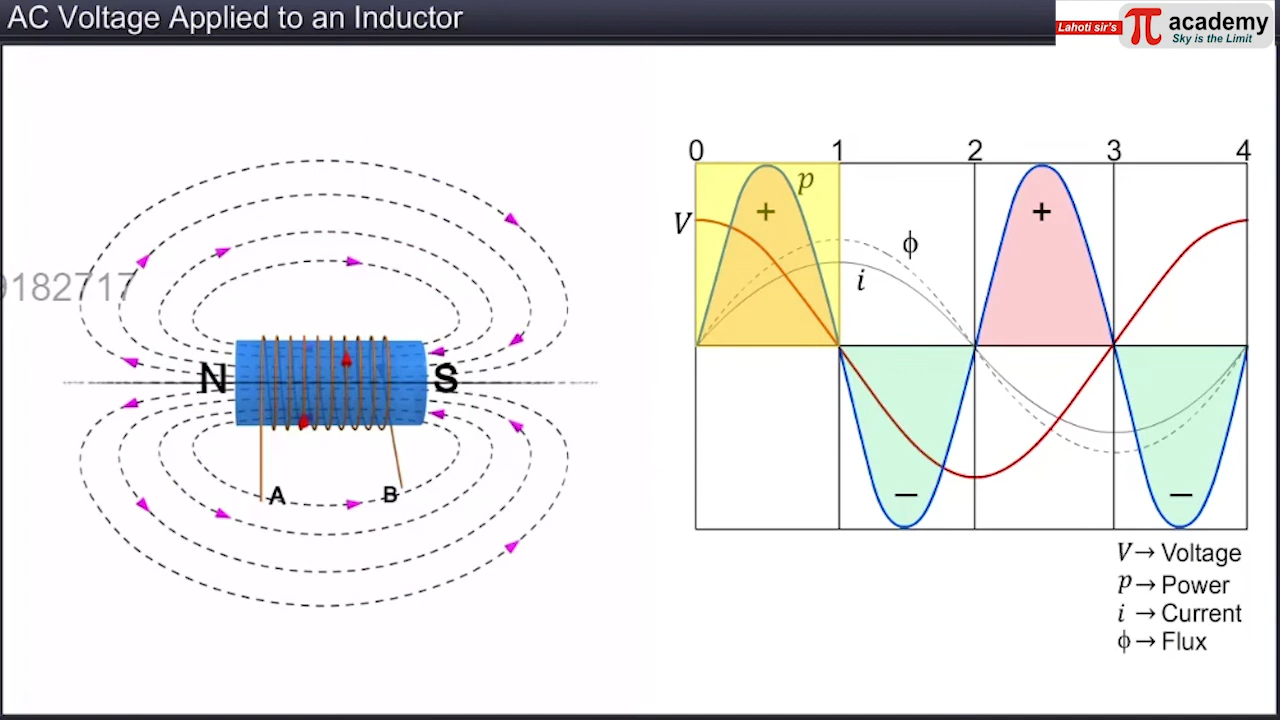 AC Voltage Applied to an Inductor
Lahoti sir's
π academy
Sky is the Limit
0 1 2 3 4
p
+ +
V
ϕ
i
9182717
N S
A B
− −
V → Voltage
p → Power
i → Current
ϕ → Flux